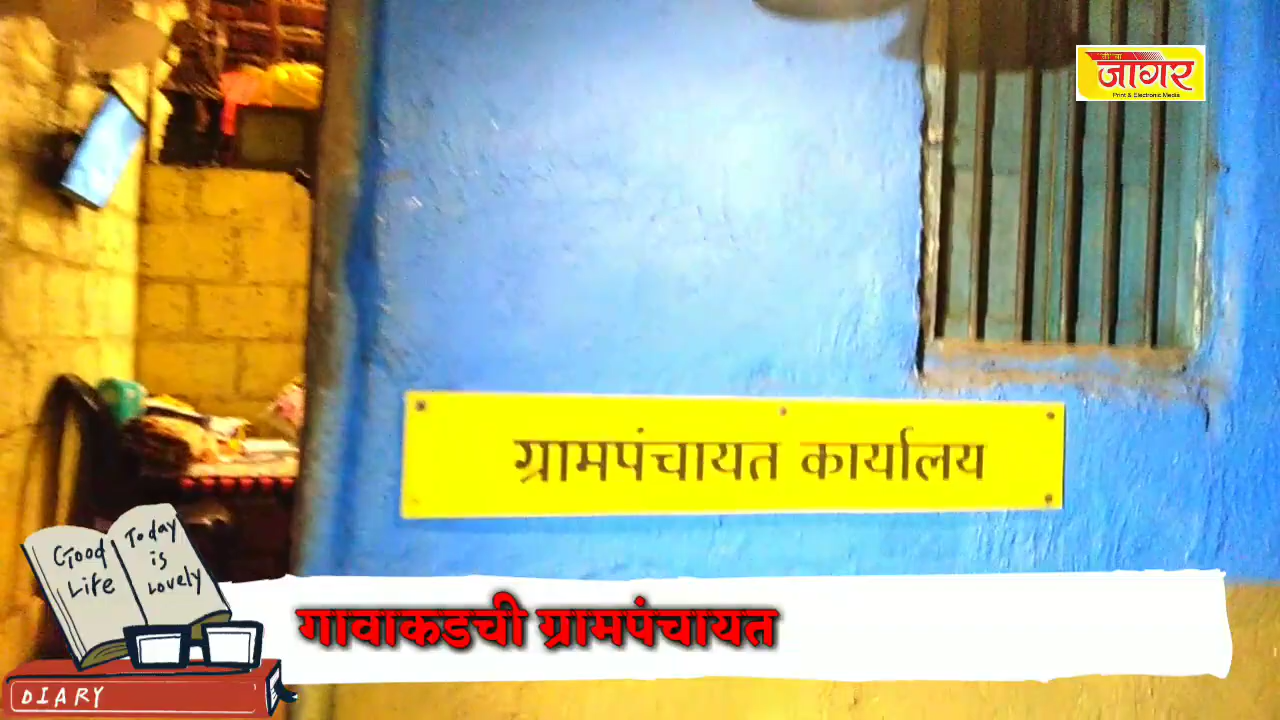 जागर
Print & Electronic Media
ग्रामपंचायत कार्यालय
Good Life
Today is Lovely
गावाकडची ग्रामपंचायत
DIARY